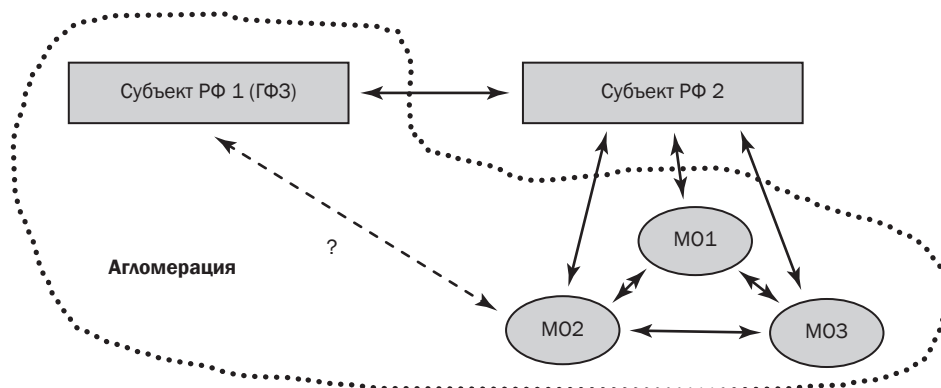 Субъект РФ 1 (ГФЗ)
Субъект РФ 2
МО1
?
Агломерация
МО2
МО3